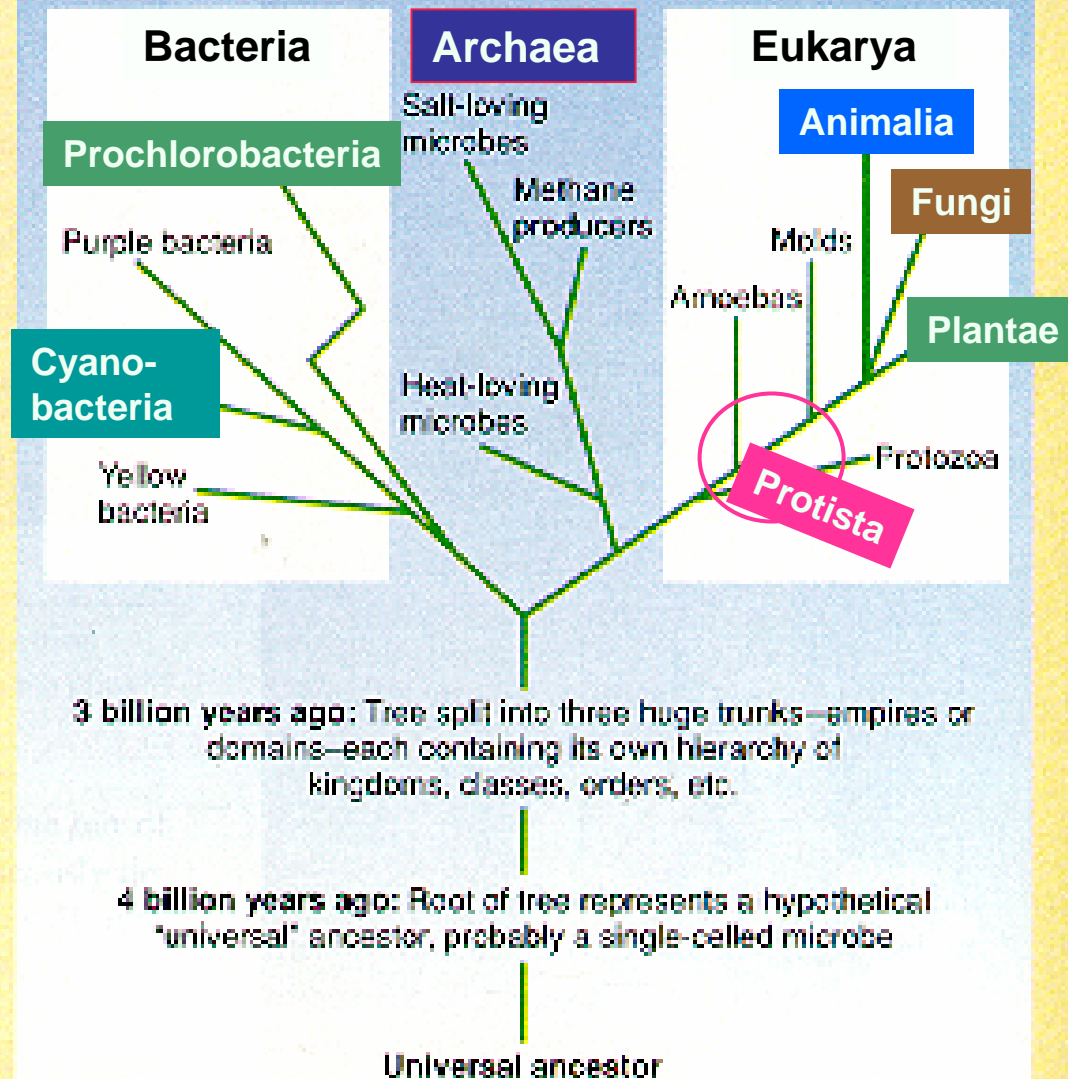 Bacteria
Archaea
Eukarya
Salt-loving
microbes
Animalia
Prochlorobacteria
Methane
producers
Fungi
Purple bacteria
Molds
Amoebas
Plantae
Cyano-
bacteria
Heat-loving
microbes
Protozoa
Yellow
bacteria
Protista
3 billion years ago: Tree split into three huge trunks–empires or
domains–each containing its own hierarchy of
kingdoms, classes, orders, etc.
4 billion years ago: Root of tree represents a hypothetical
"universal" ancestor, probably a single-celled microbe
Universal ancestor